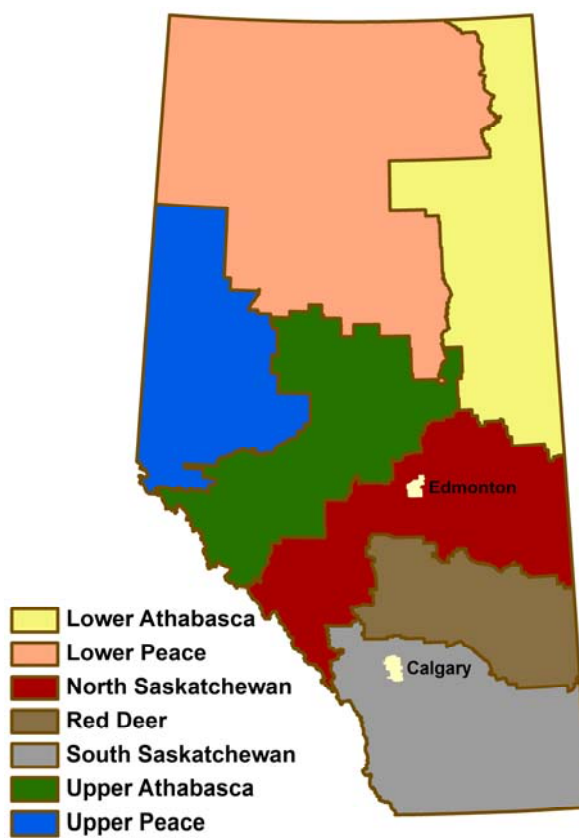 Edmonton
Calgary
Lower Athabasca
Lower Peace
North Saskatchewan
Red Deer
South Saskatchewan
Upper Athabasca
Upper Peace